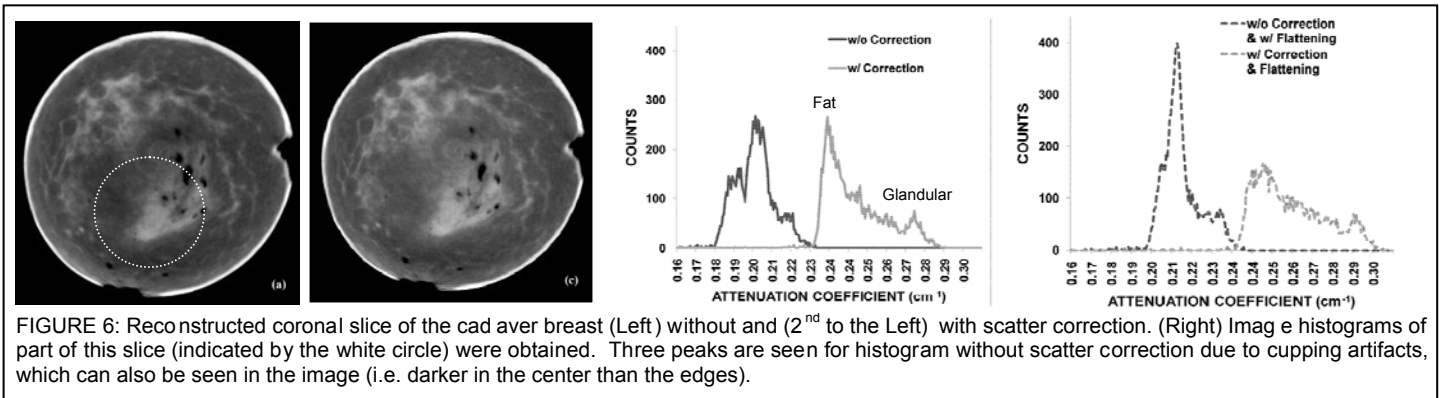 (a)
(c)
w/o Correction
w/ Correction
Fat
Glandular
COUNTS
400
300
200
100
0
0.16 0.17 0.18 0.19 0.20 0.21 0.22 0.23 0.24 0.24 0.25 0.26 0.27 0.28 0.29 0.30
ATTENUATION COEFFICIENT (cm-1)
w/o Correction
& w/ Flattening
w/ Correction
& Flattening
COUNTS
400
300
200
100
0
0.16 0.17 0.18 0.19 0.20 0.21 0.22 0.23 0.24 0.24 0.25 0.26 0.27 0.28 0.29 0.30
ATTENUATION COEFFICIENT (cm-1)
FIGURE 6: Reconstructed coronal slice of the cad aver breast (Left) without and (2nd to the Left) with scatter correction. (Right) Imag e histograms of
part of this slice (indicated by the white circle) were obtained. Three peaks are seen for histogram without scatter correction due to cupping artifacts,
which can also be seen in the image (i.e. darker in the center than the edges).